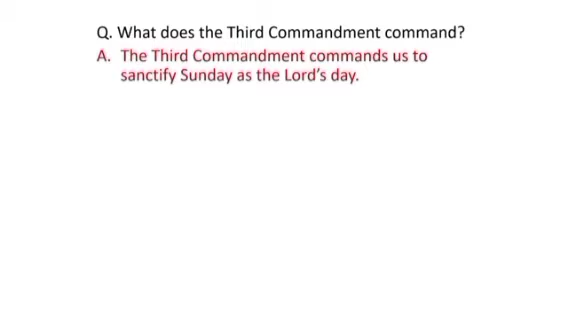 Q. What does the Third Commandment command?
A. The Third Commandment commands us to
sanctify Sunday as the Lord’s day.